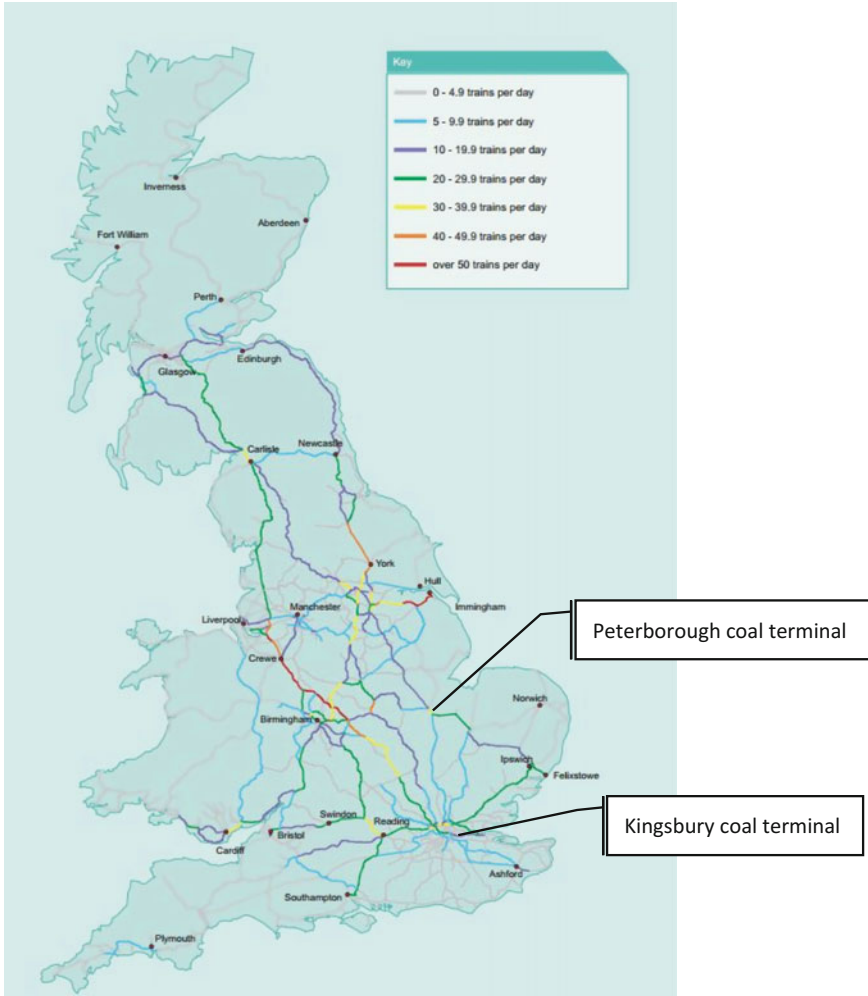 Key
0 - 4.9 trains per day
5 - 9.9 trains per day
10 - 19.9 trains per day
20 - 29.9 trains per day
30 - 39.9 trains per day
40 - 49.9 trains per day
over 50 trains per day
Inverness
Aberdeen
Fort William
Perth
Edinburgh
Glasgow
Carlisle
Newcastle
York
Hull
Immingham
Liverpool
Manchester
Peterborough coal terminal
Crewe
Norwich
Birmingham
Ipswich
Felixstowe
Kingsbury coal terminal
Swindon
Reading
Cardiff
Bristol
Ashford
Southampton
Plymouth